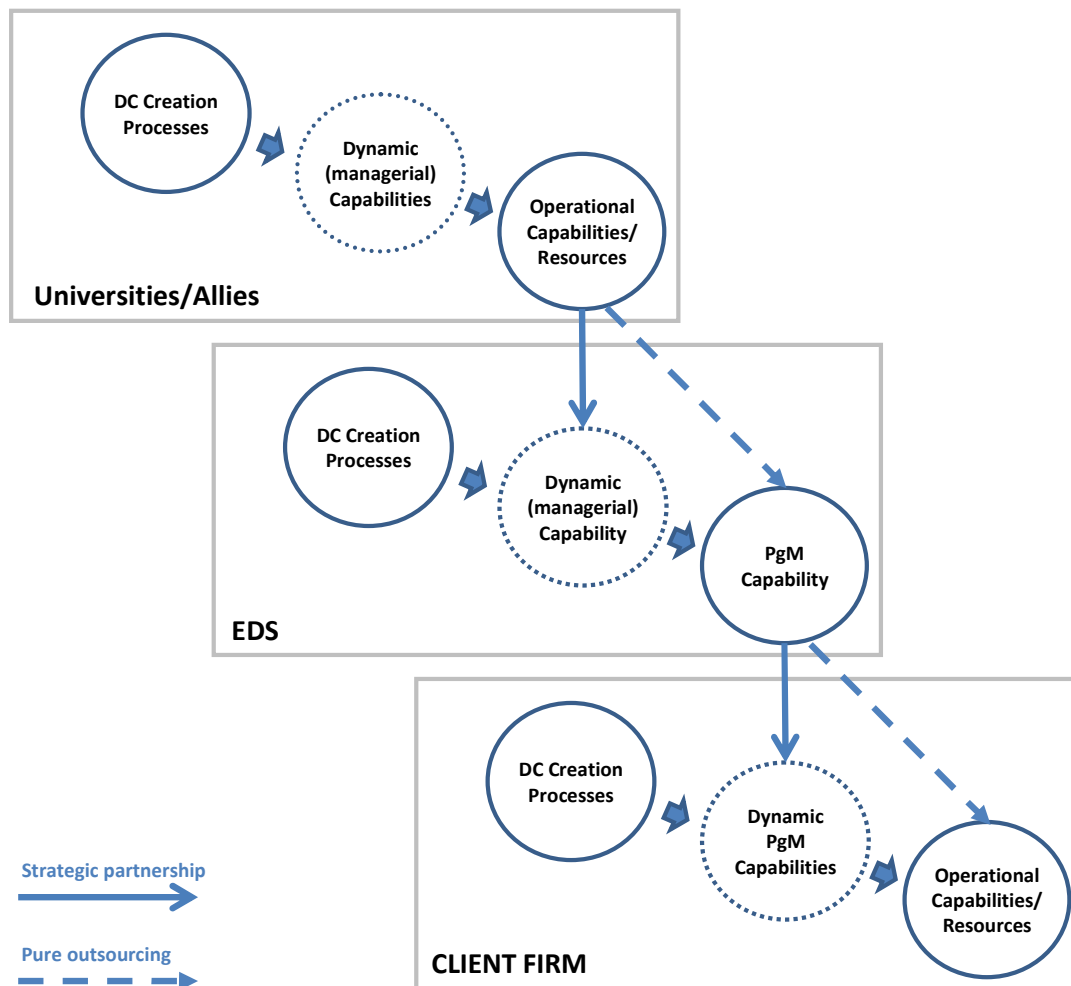 DC Creation
Processes
Dynamic
(managerial)
Capabilities
Operational
Capabilities/
Resources
Universities/Allies
DC Creation
Processes
Dynamic
(managerial)
Capability
PgM
Capability
EDS
DC Creation
Processes
Dynamic
PgM
Capabilities
Operational
Capabilities/
Resources
CLIENT FIRM
Strategic partnership
Pure outsourcing